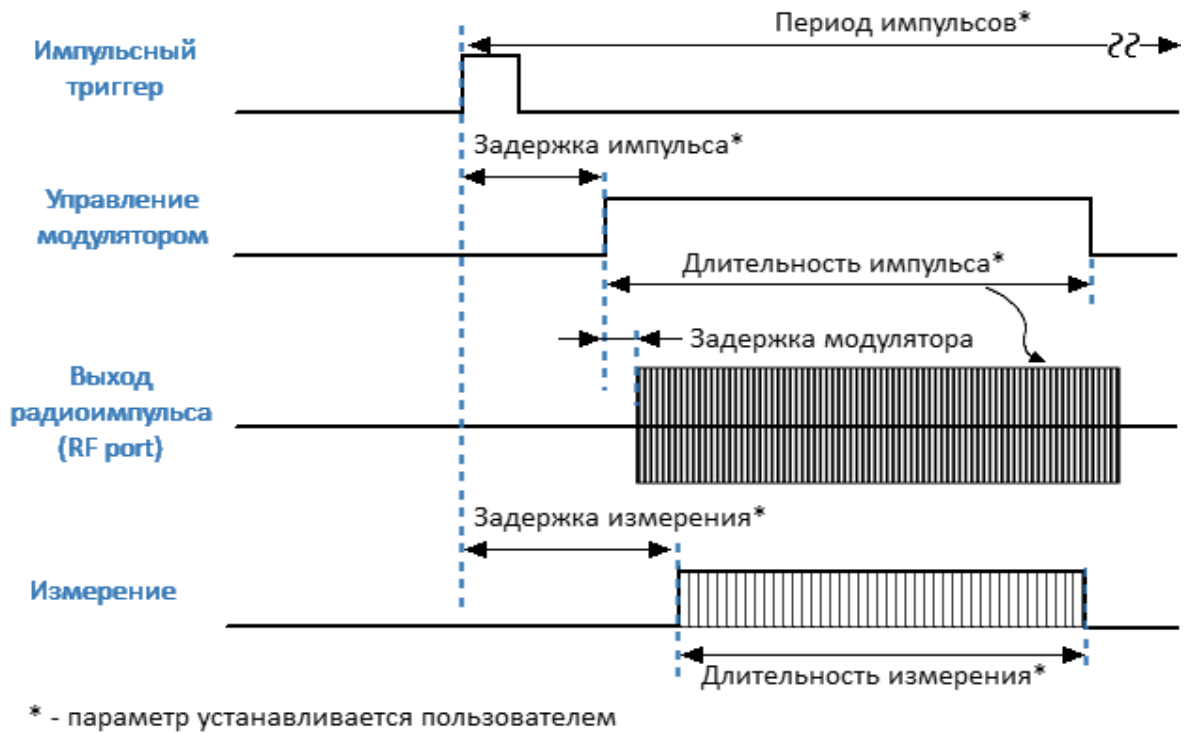 Период импульсов*
Импульсный
триггер
Задержка импульса*
Управление
модулятором
Длительность импульса*
Задержка модулятора
Выход
радиоимпульса
(RF port)
Задержка измерения*
Измерение
Длительность измерения*
* - параметр устанавливается пользователем